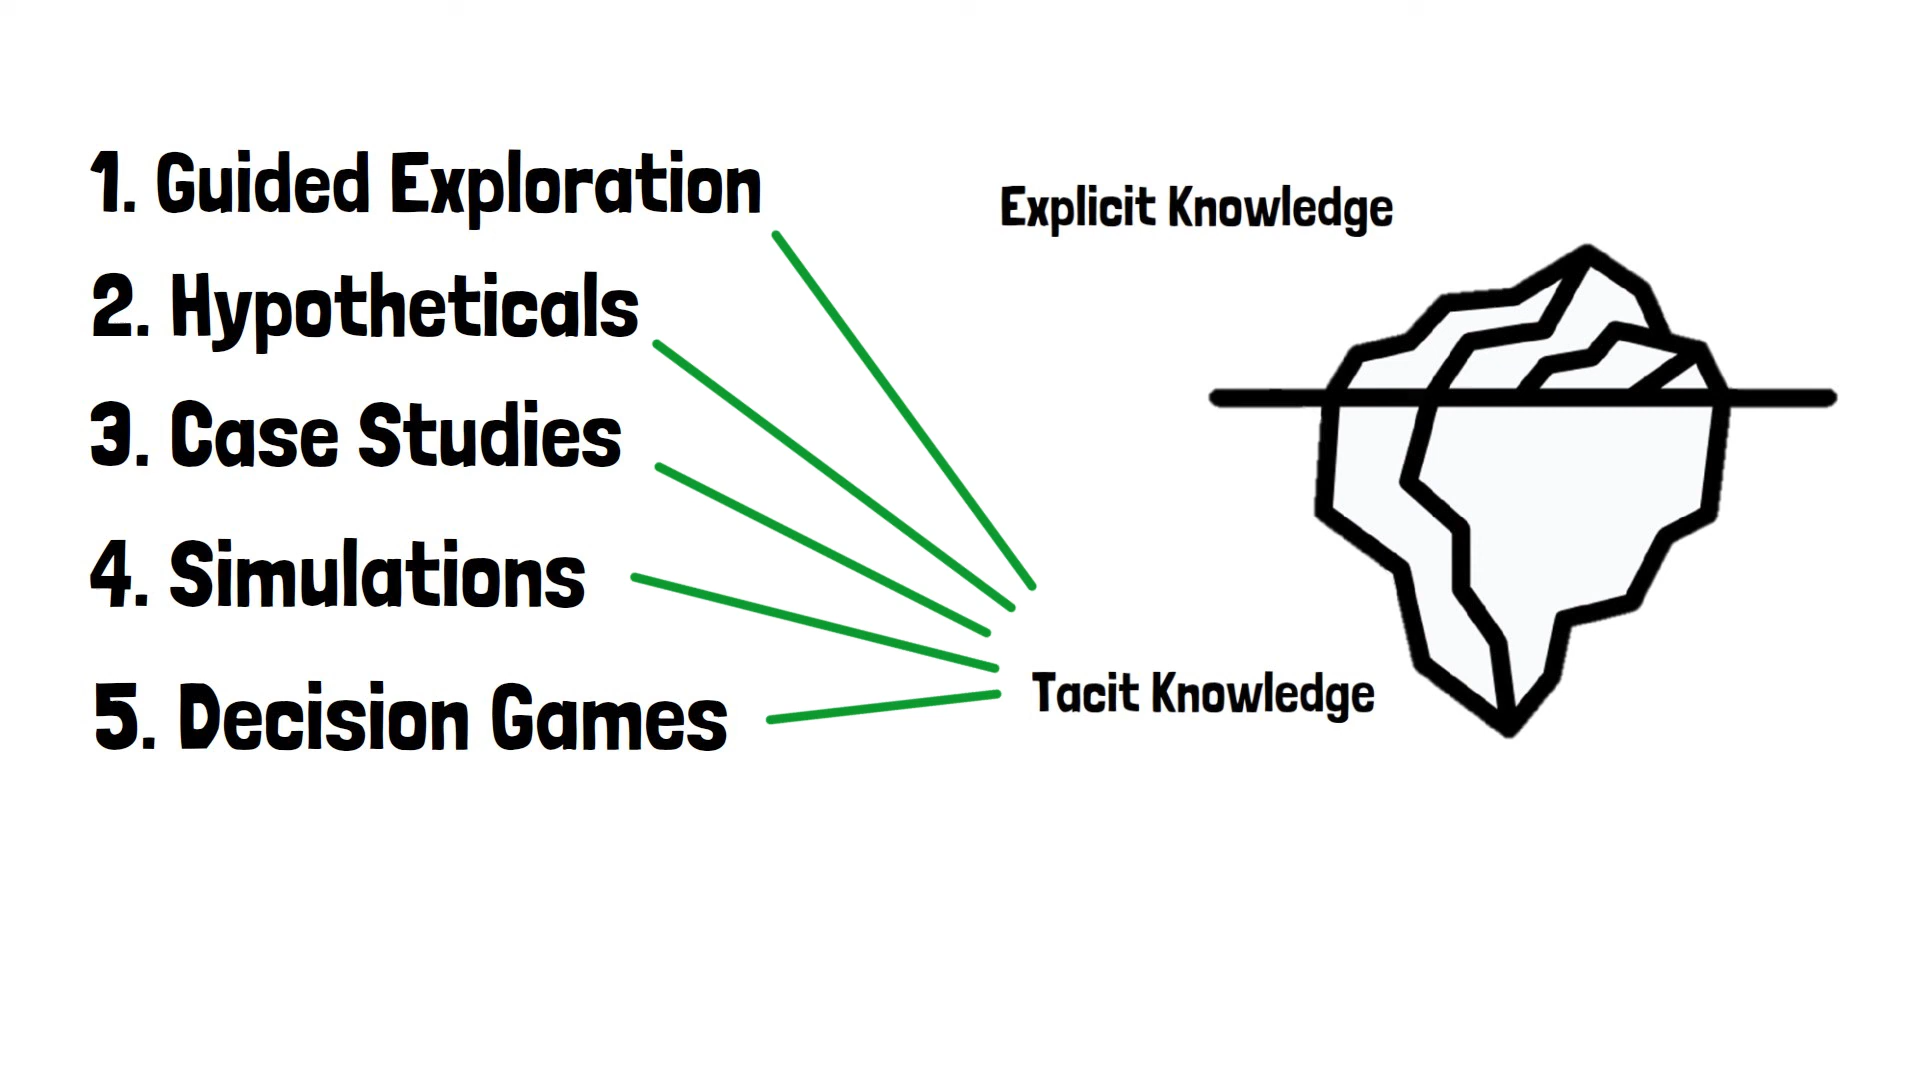 1. Guided Exploration
2. Hypotheticals
3. Case Studies
4. Simulations
5. Decision Games
Explicit Knowledge
Tacit Knowledge